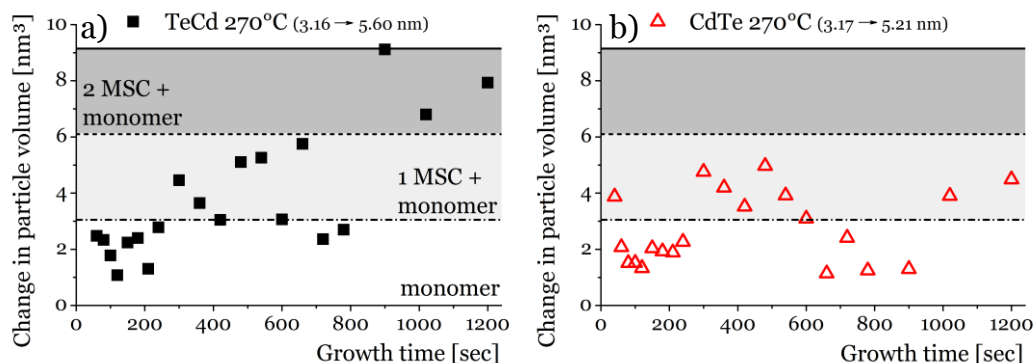 a) TeCd 270°C (3.16 → 5.60 nm)
Change in particle volume [nm³]
10
8
6
4
2
0
2 MSC +
monomer
1 MSC +
monomer
monomer
0 200 400 600 800 1000 1200
Growth time [sec]
b) CdTe 270°C (3.17 → 5.21 nm)
Change in particle volume [nm³]
10
8
6
4
2
0
0 200 400 600 800 1000 1200
Growth time [sec]